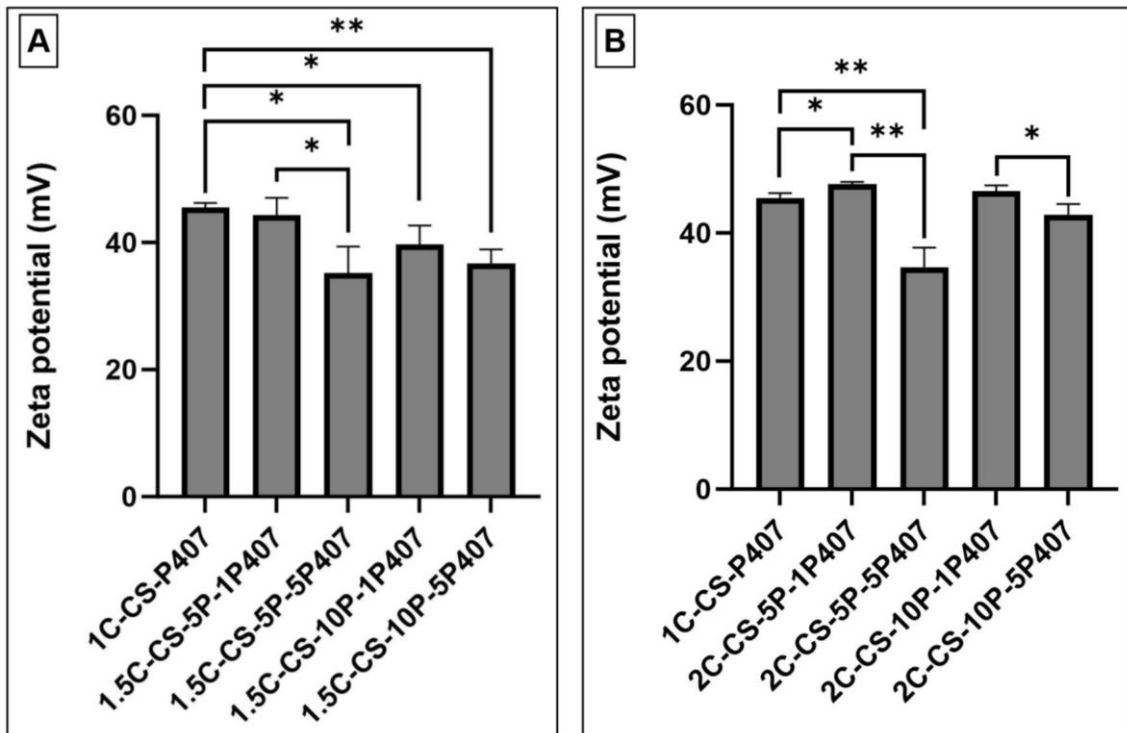 A
**
*
*
*
60
40
20
0
Zeta potential (mV)
1C-CS-P407
1.5C-CS-5P-1P407
1.5C-CS-5P-5P407
1.5C-CS-10P-1P407
1.5C-CS-10P-5P407
B
**
*
**
*
60
40
20
0
Zeta potential (mV)
1C-CS-P407
2C-CS-5P-1P407
2C-CS-5P-5P407
2C-CS-10P-1P407
2C-CS-10P-5P407